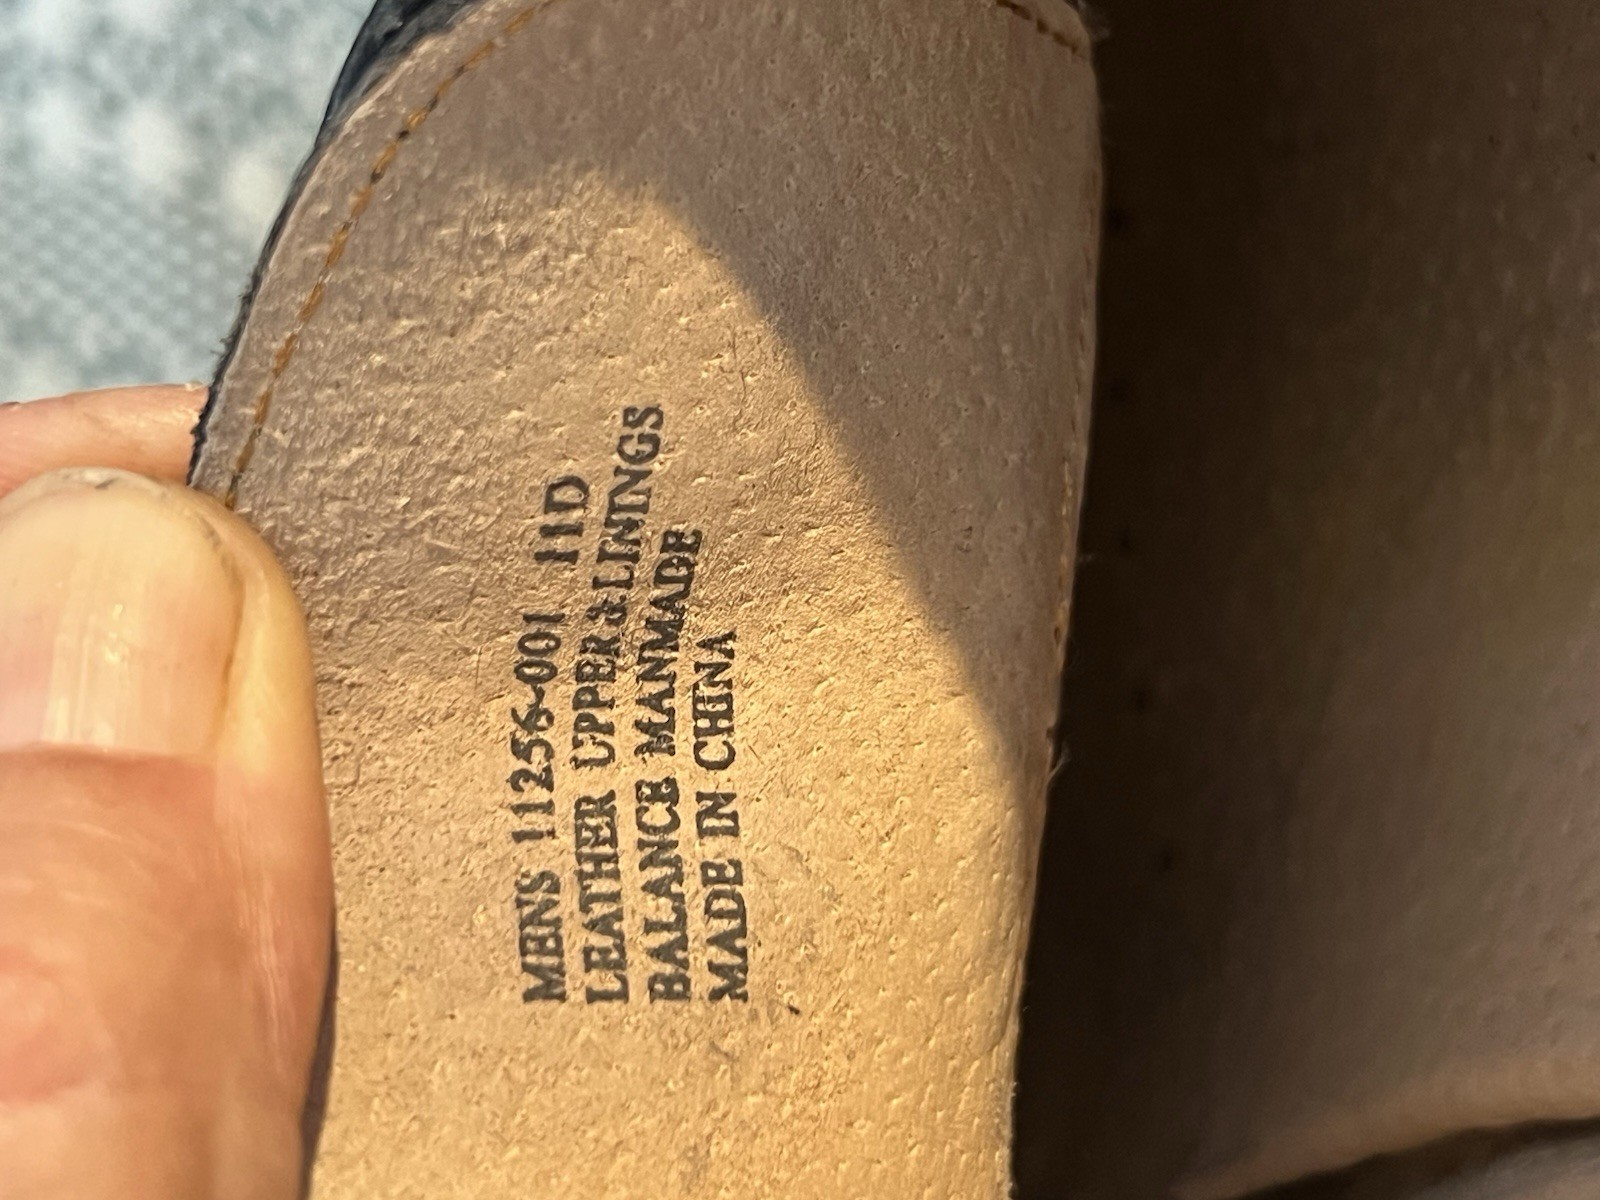 MENS 11256-001 11D
LEATHER UPPER & LININGS
BALANCE MANMADE
MADE IN CHINA